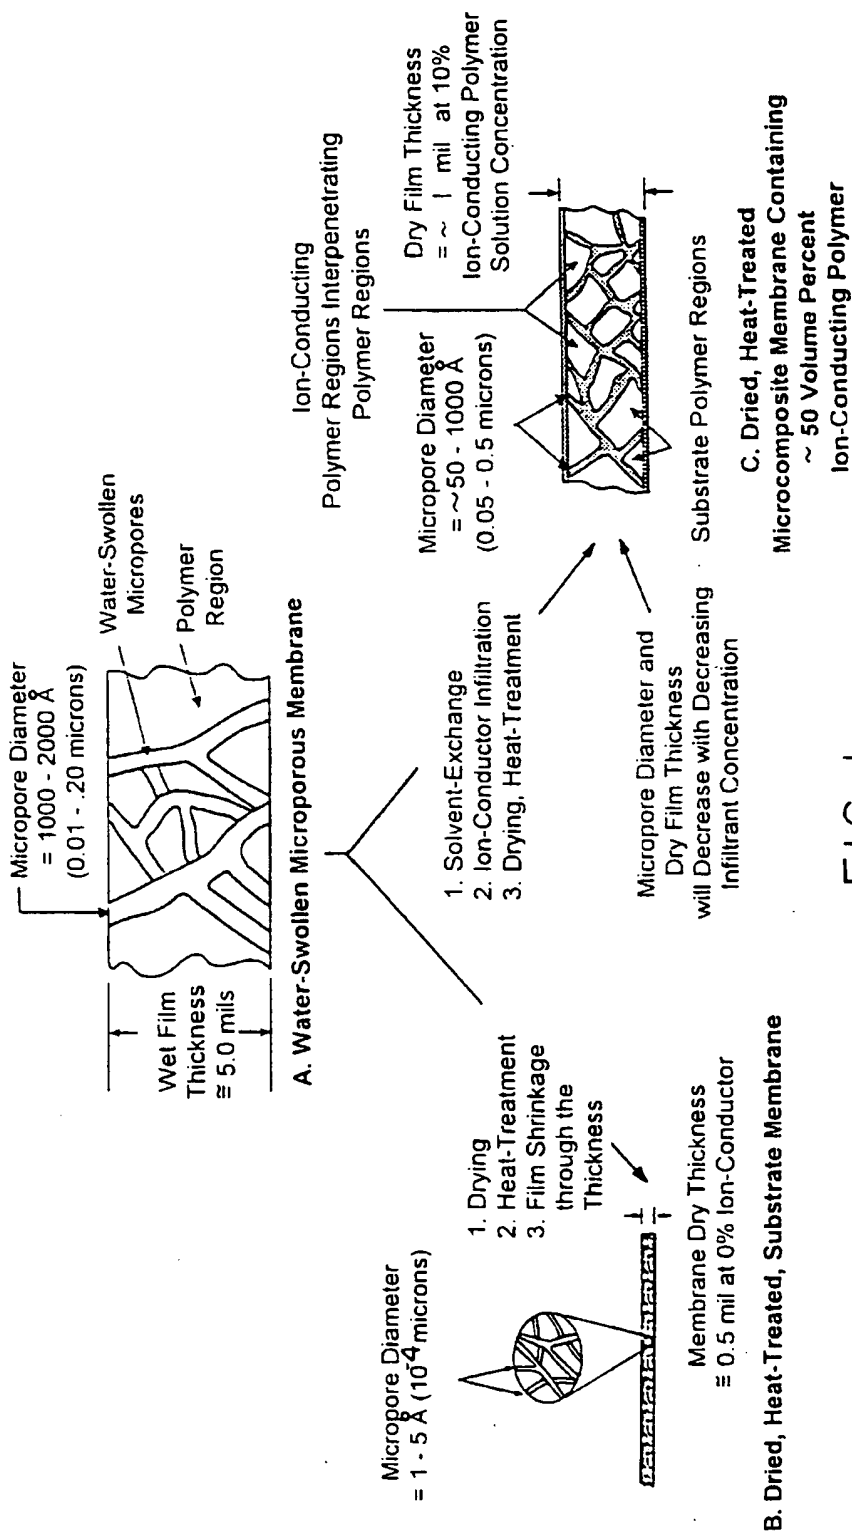 Micropore Diameter
= 1000 - 2000 Å
(0.01 - .20 microns)
Water-Swollen
Micropores
Polymer
Region
Wet Film
Thickness
≅ 5.0 mils
A. Water-Swollen Microporous Membrane
1. Drying
2. Heat-Treatment
3. Film Shrinkage
through the
Thickness
Micropore Diameter
= 1 - 5 Å (10-4 microns)
Membrane Dry Thickness
≅ 0.5 mil at 0% Ion-Conductor
B. Dried, Heat-Treated, Substrate Membrane
1. Solvent-Exchange
2. Ion-Conductor Infiltration
3. Drying, Heat-Treatment
Micropore Diameter and
Dry Film Thickness
will Decrease with Decreasing
Infiltrant Concentration
Ion-Conducting
Polymer Regions Interpenetrating
Polymer Regions
Micropore Diameter
= ~50 - 1000 Å
(0.05 - 0.5 microns)
Dry Film Thickness
= ~ 1 mil at 10%
Ion-Conducting Polymer
Solution Concentration
Substrate Polymer Regions
C. Dried, Heat-Treated
Microcomposite Membrane Containing
~ 50 Volume Percent
Ion-Conducting Polymer